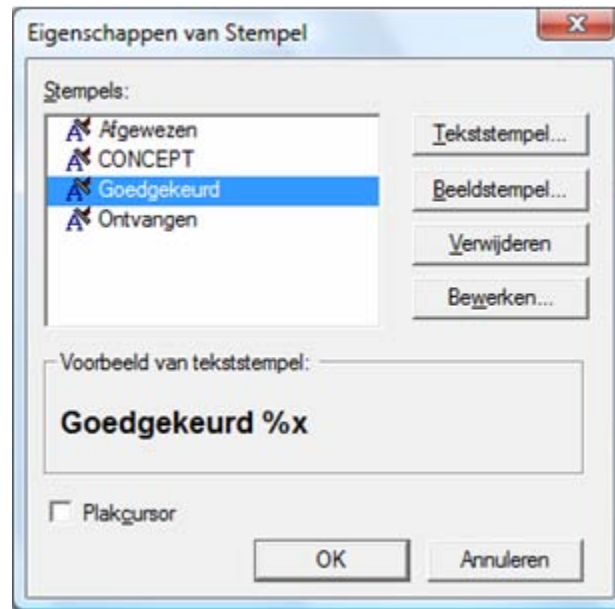 Eigenschappen van Stempel
Stempels:
Afgewezen
CONCEPT
Goedgekeurd
Ontvangen
Tekststempel...
Beeldstempel...
Verwijderen
Bewerken...
Voorbeeld van tekststempel:
Goedgekeurd %x
Plakcursor
OK
Annuleren